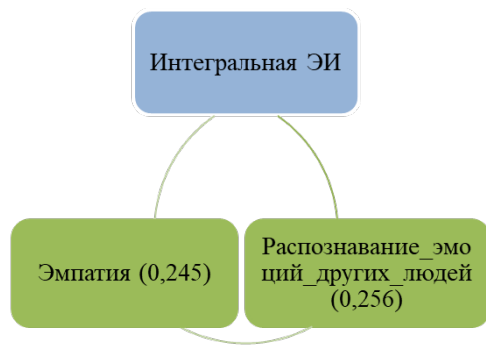 Интегральная ЭИ
Эмпатия (0,245)
Распознавание_эмо
ций_других_людей
(0,256)